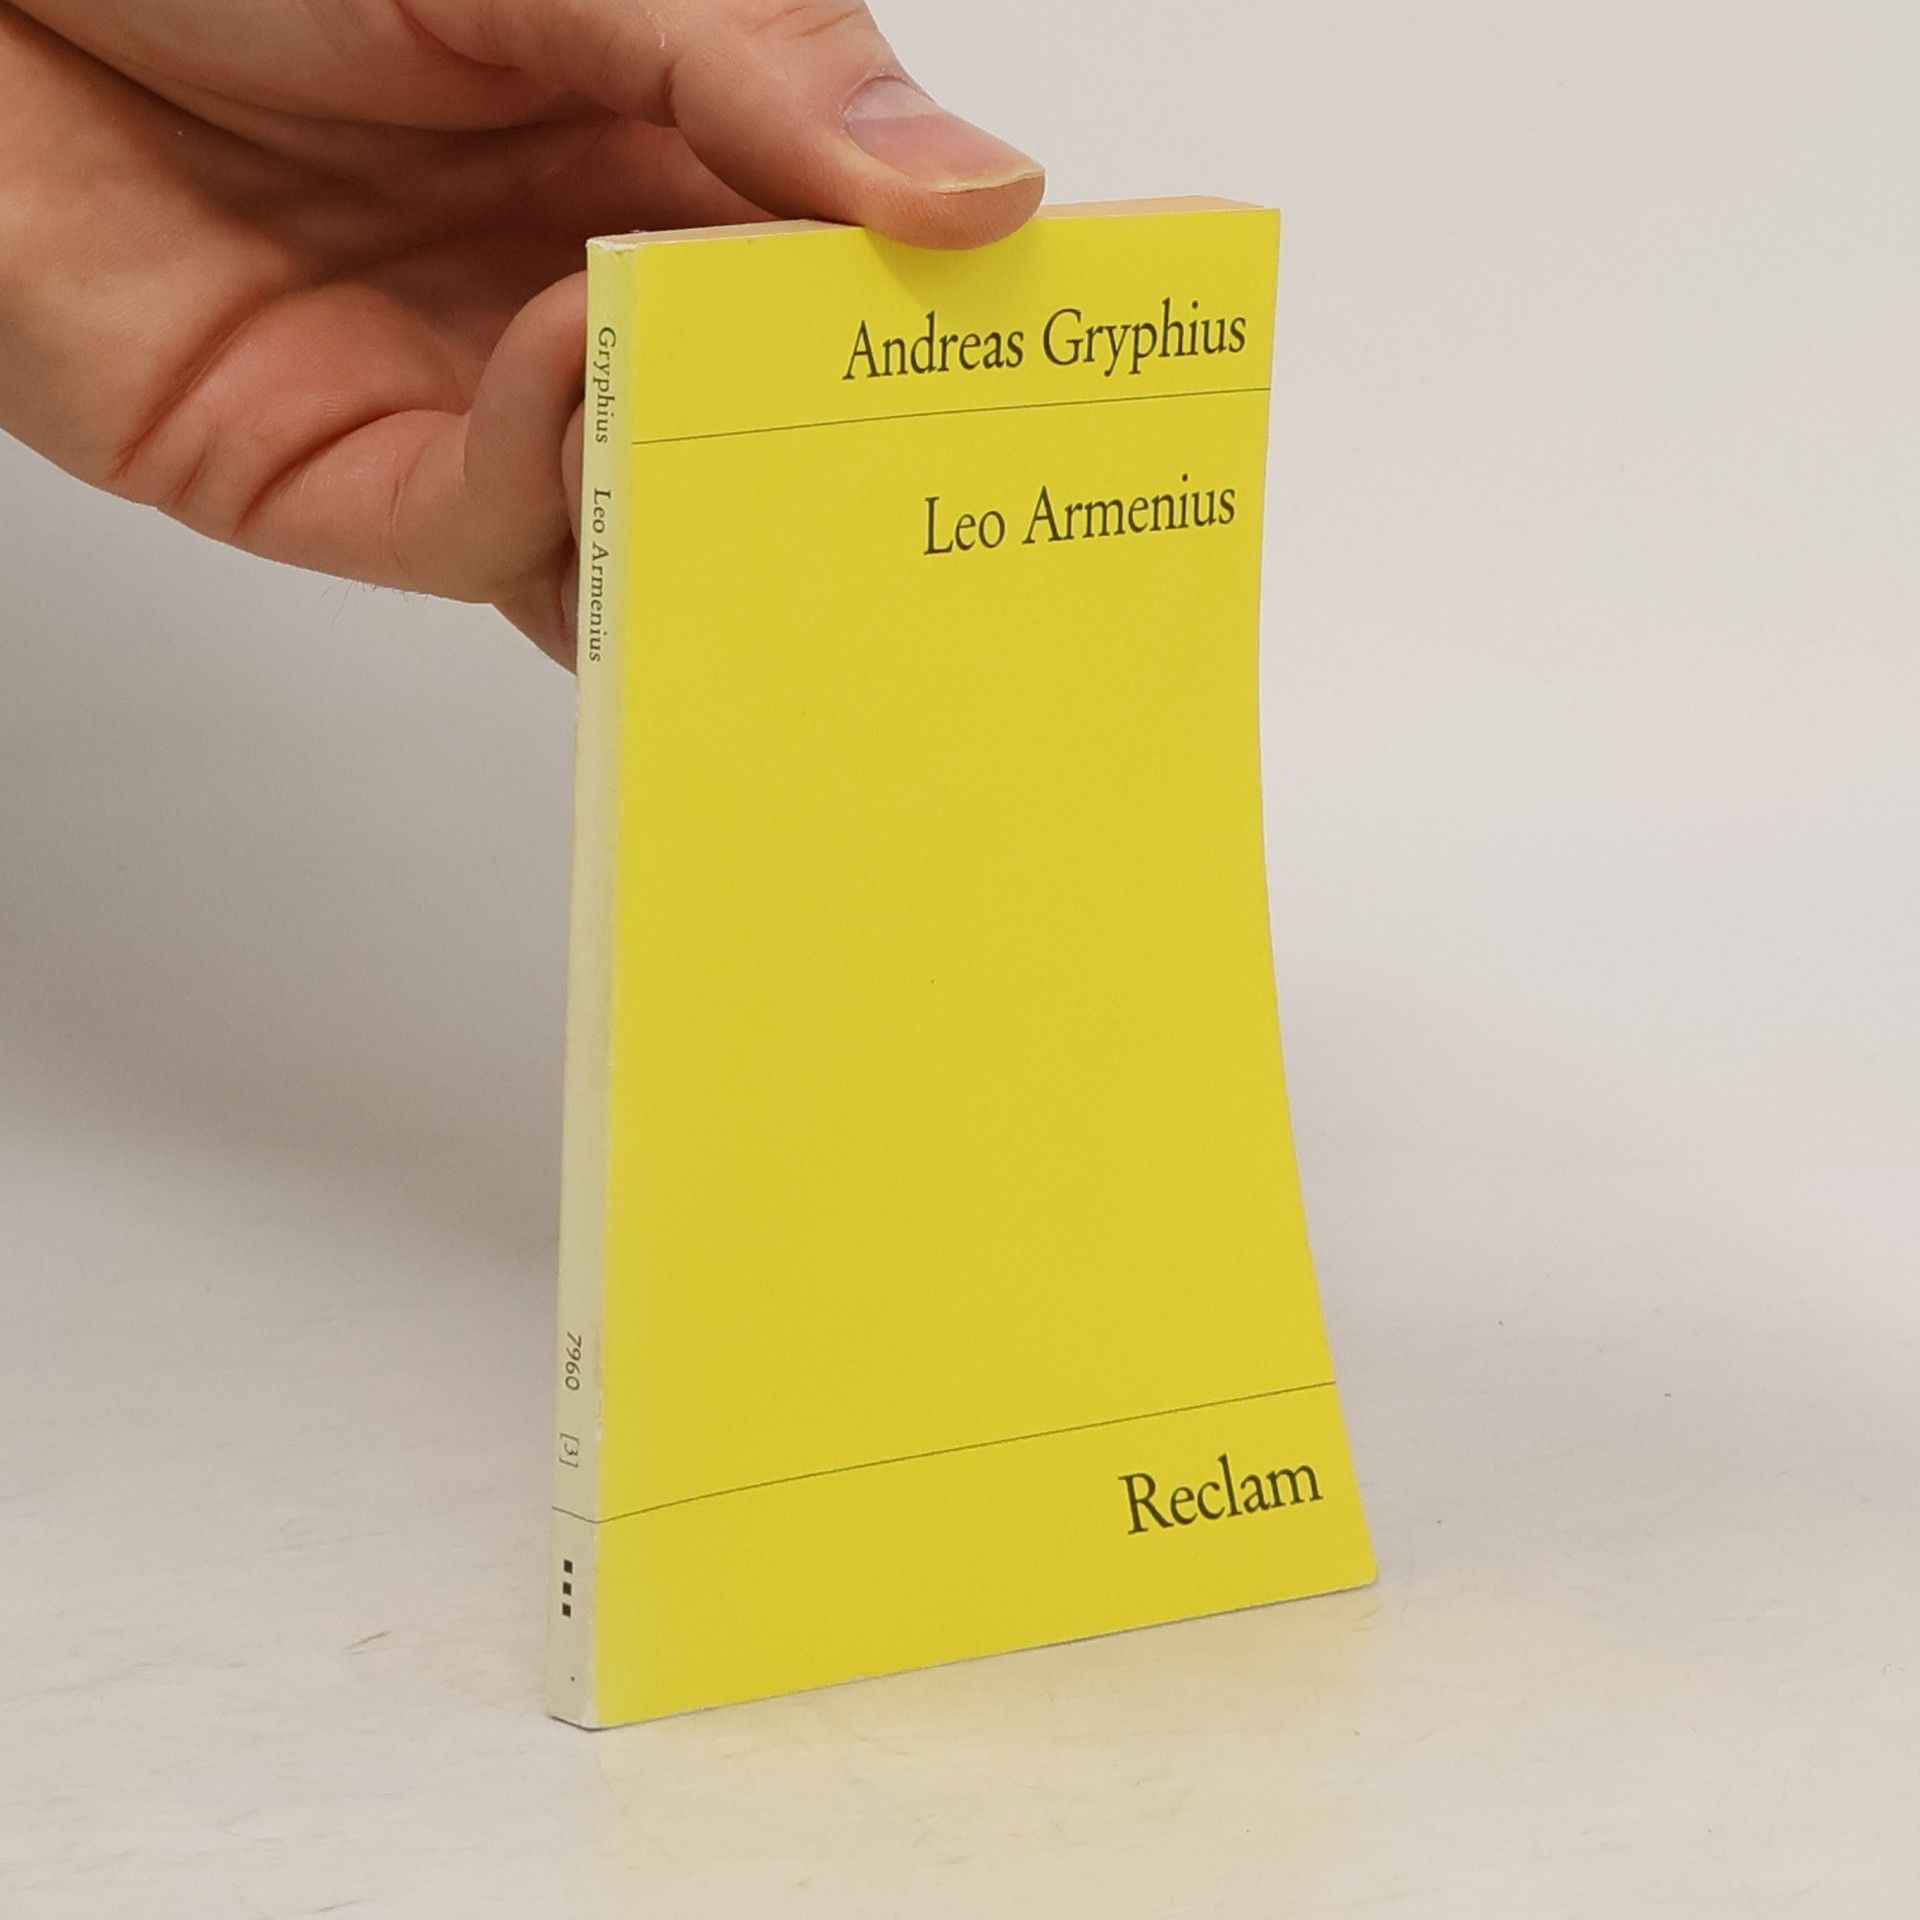 Andreas Gryphius
Leo Armenius
Reclam
Gryphius Leo Armenius
7960 [3]